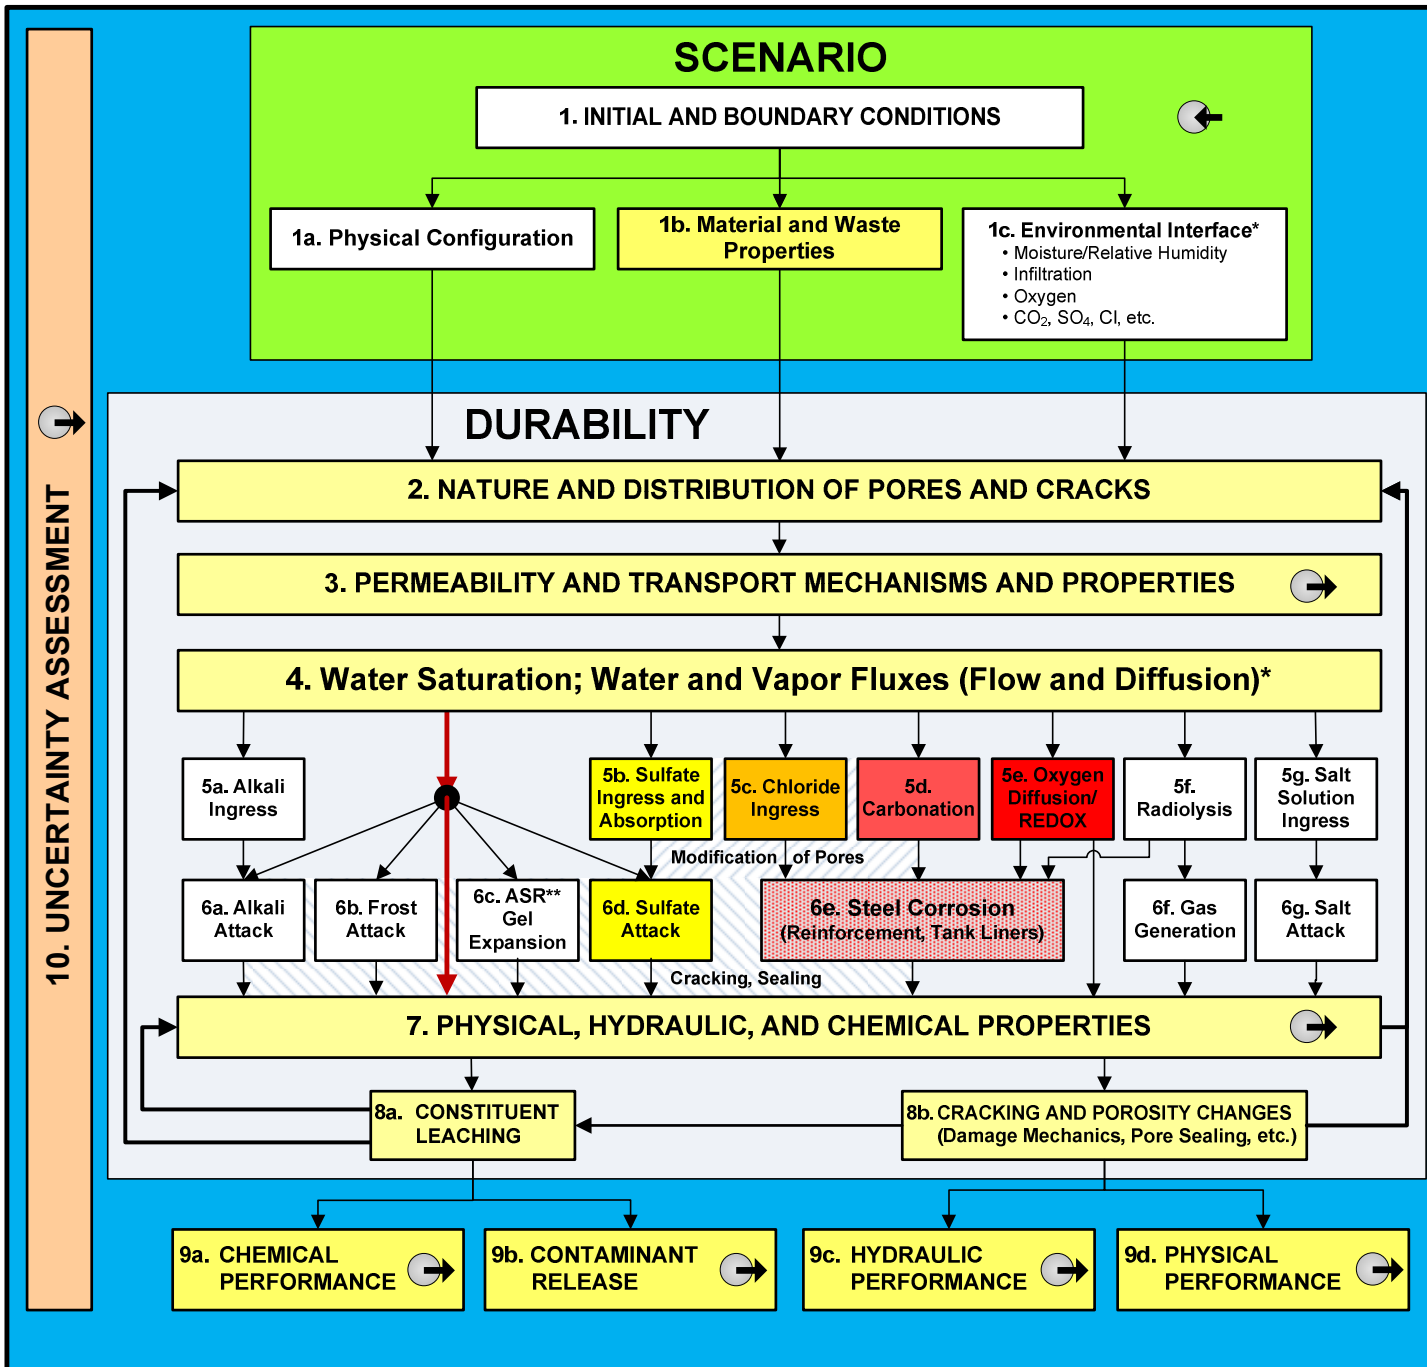 SCENARIO
1. INITIAL AND BOUNDARY CONDITIONS
1a. Physical Configuration
1b. Material and Waste
Properties
1c. Environmental Interface*
• Moisture/Relative Humidity
• Infiltration
• Oxygen
• CO₂, SO₄, Cl, etc.
10. UNCERTAINTY ASSESSMENT
DURABILITY
2. NATURE AND DISTRIBUTION OF PORES AND CRACKS
3. PERMEABILITY AND TRANSPORT MECHANISMS AND PROPERTIES
4. Water Saturation; Water and Vapor Fluxes (Flow and Diffusion)*
5a. Alkali
Ingress
5b. Sulfate
Ingress and
Absorption
5c. Chloride
Ingress
5d.
Carbonation
5e. Oxygen
Diffusion/
REDOX
5f.
Radiolysis
5g. Salt
Solution
Ingress
Modification of Pores
6a. Alkali
Attack
6b. Frost
Attack
6c. ASR**
Gel
Expansion
6d. Sulfate
Attack
6e. Steel Corrosion
(Reinforcement, Tank Liners)
6f. Gas
Generation
6g. Salt
Attack
Cracking, Sealing
7. PHYSICAL, HYDRAULIC, AND CHEMICAL PROPERTIES
8a. CONSTITUENT
LEACHING
8b. CRACKING AND POROSITY CHANGES
(Damage Mechanics, Pore Sealing, etc.)
9a. CHEMICAL
PERFORMANCE
9b. CONTAMINANT
RELEASE
9c. HYDRAULIC
PERFORMANCE
9d. PHYSICAL
PERFORMANCE